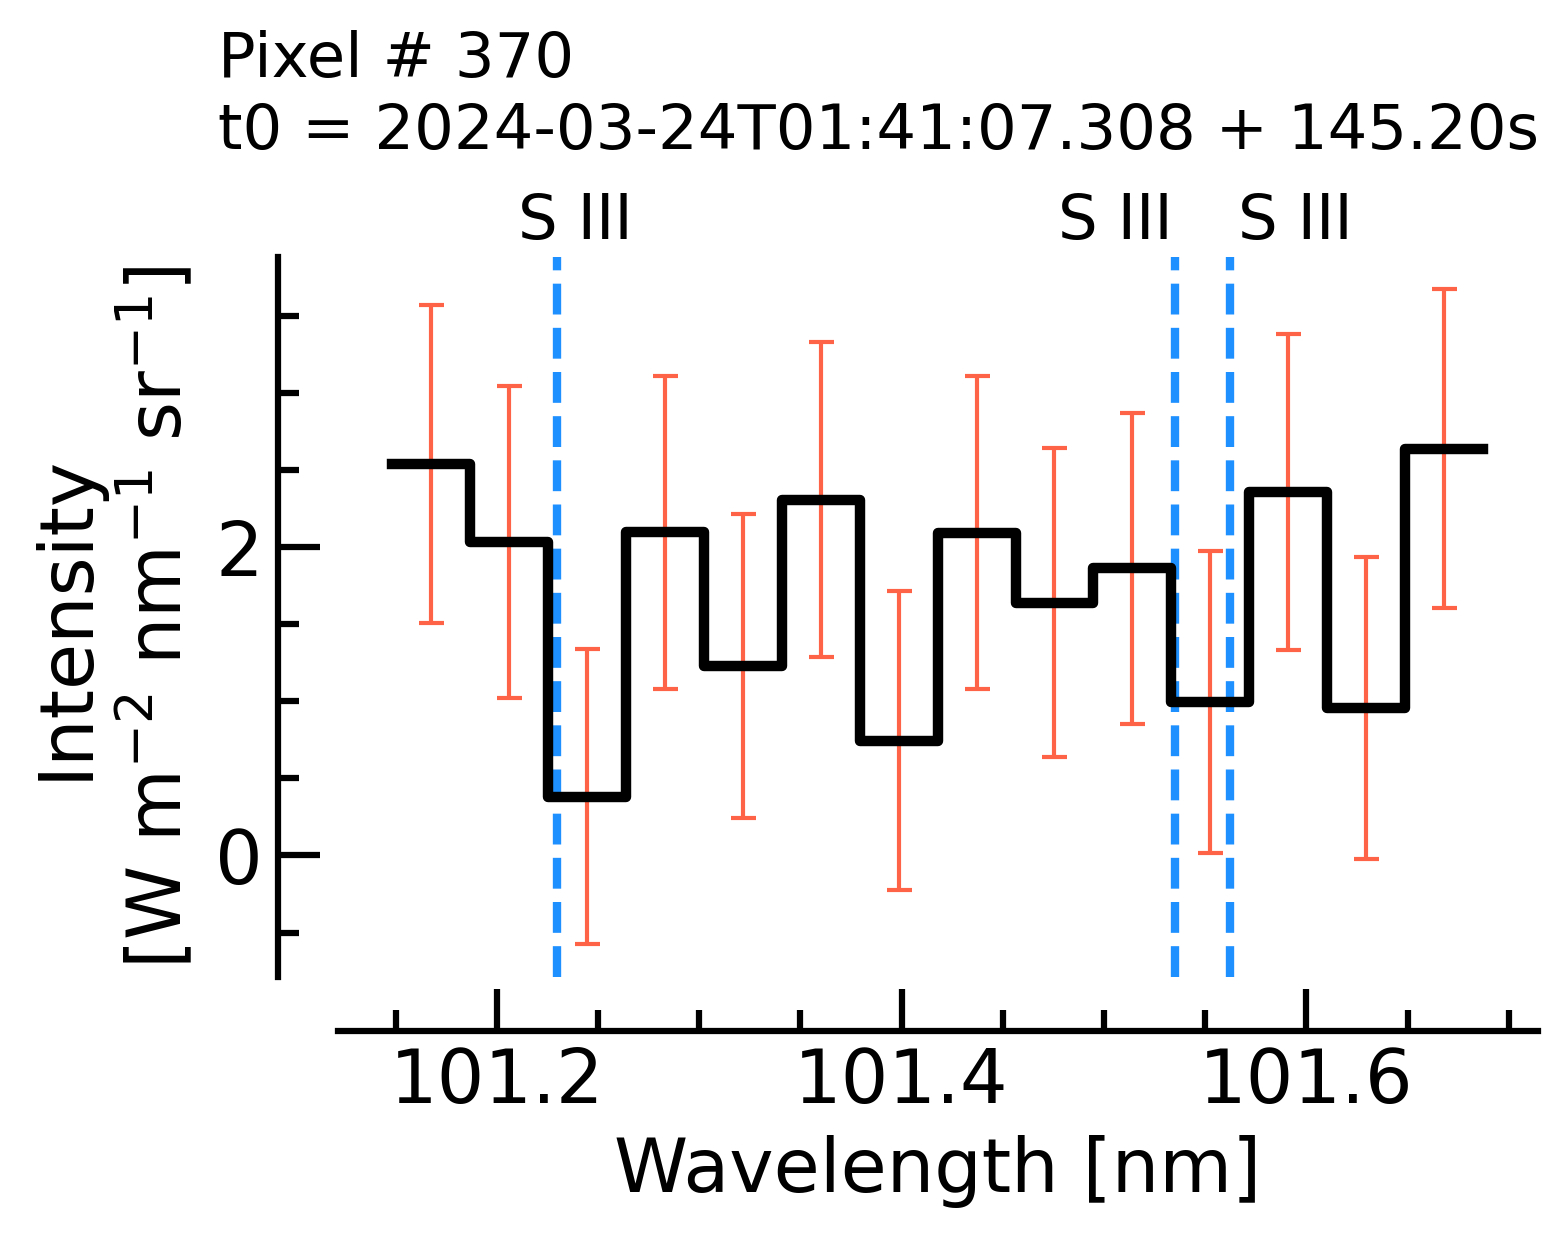 Pixel # 370
t0 = 2024-03-24T01:41:07.308 + 145.20s
S III S III S III
Intensity
[W m⁻² nm⁻¹ sr⁻¹]
2
0
101.2 101.4 101.6
Wavelength [nm]